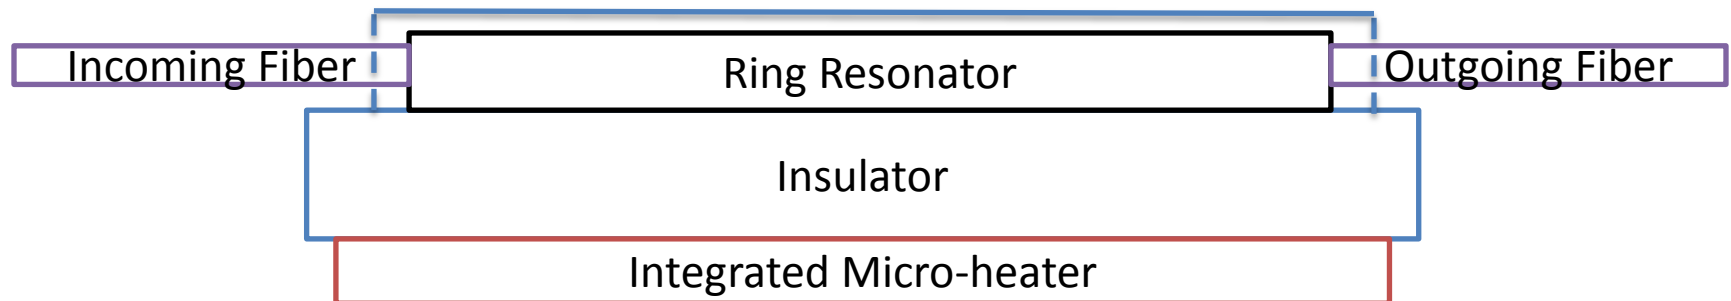 Incoming Fiber
Ring Resonator
Outgoing Fiber
Insulator
Integrated Micro-heater